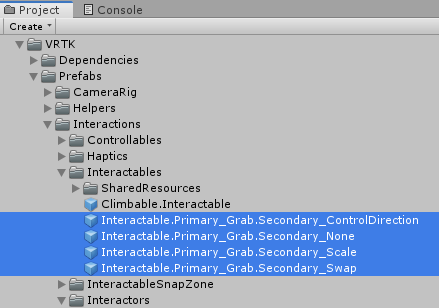 Project Console
Create
VRTK
Dependencies
Prefabs
CameraRig
Helpers
Interactions
Controllables
Haptics
Interactables
SharedResources
Climbable.Interactable
Interactable.Primary_Grab.Secondary_ControlDirection
Interactable.Primary_Grab.Secondary_None
Interactable.Primary_Grab.Secondary_Scale
Interactable.Primary_Grab.Secondary_Swap
InteractableSnapZone
Interactors